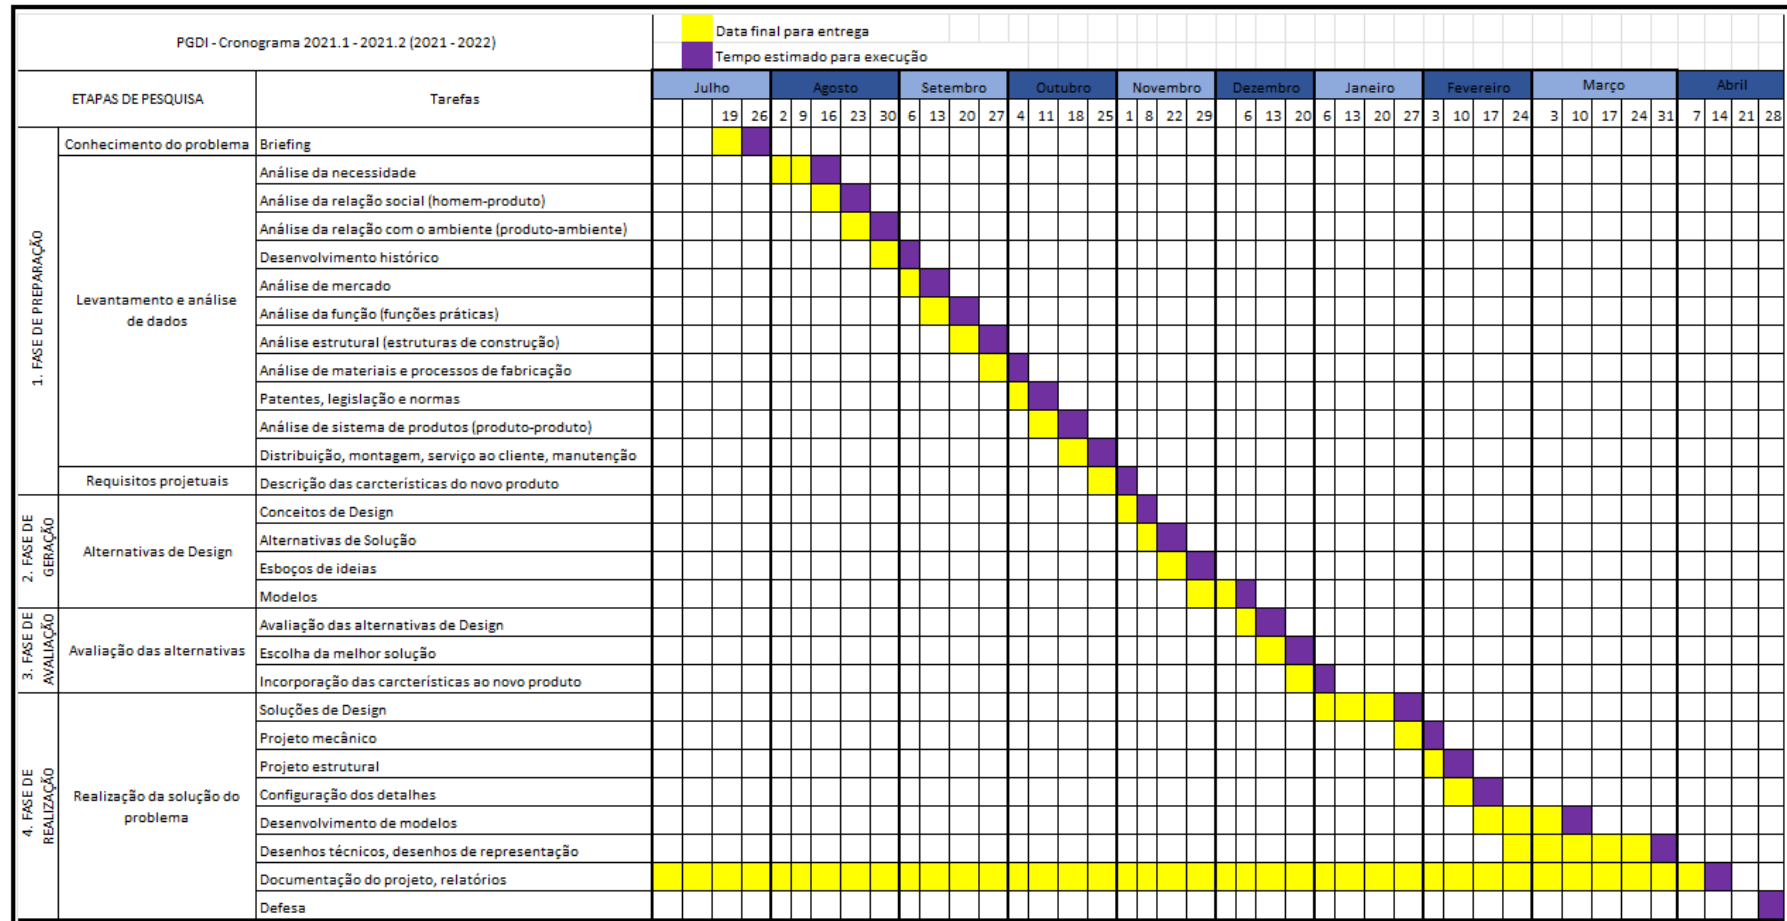 PGDI - Cronograma 2021.1 - 2021.2 (2021 - 2022)
Data final para entrega
Tempo estimado para execução
ETAPAS DE PESQUISA
Tarefas
Julho Agosto Setembro Outubro Novembro Dezembro Janeiro Fevereiro Março Abril
19 26 2 9 16 23 30 6 13 20 27 4 11 18 25 1 8 22 29 6 13 20 6 13 20 27 3 10 17 24 3 10 17 24 31 7 14 21 28
1. FASE DE PREPARAÇÃO
Conhecimento do problema
Briefing
Levantamento e análise
de dados
Análise da necessidade
Análise da relação social (homem-produto)
Análise da relação com o ambiente (produto-ambiente)
Desenvolvimento histórico
Análise de mercado
Análise da função (funções práticas)
Análise estrutural (estruturas de construção)
Análise de materiais e processos de fabricação
Patentes, legislação e normas
Análise de sistema de produtos (produto-produto)
Distribuição, montagem, serviço ao cliente, manutenção
Requisitos projetuais
Descrição das carcterísticas do novo produto
2. FASE DE
GERAÇÃO
Alternativas de Design
Conceitos de Design
Alternativas de Solução
Esboços de ideias
Modelos
3. FASE DE
AVALIAÇÃO
Avaliação das alternativas
Avaliação das alternativas de Design
Escolha da melhor solução
Incorporação das carcterísticas ao novo produto
4. FASE DE
REALIZAÇÃO
Realização da solução do
problema
Soluções de Design
Projeto mecânico
Projeto estrutural
Configuração dos detalhes
Desenvolvimento de modelos
Desenhos técnicos, desenhos de representação
Documentação do projeto, relatórios
Defesa